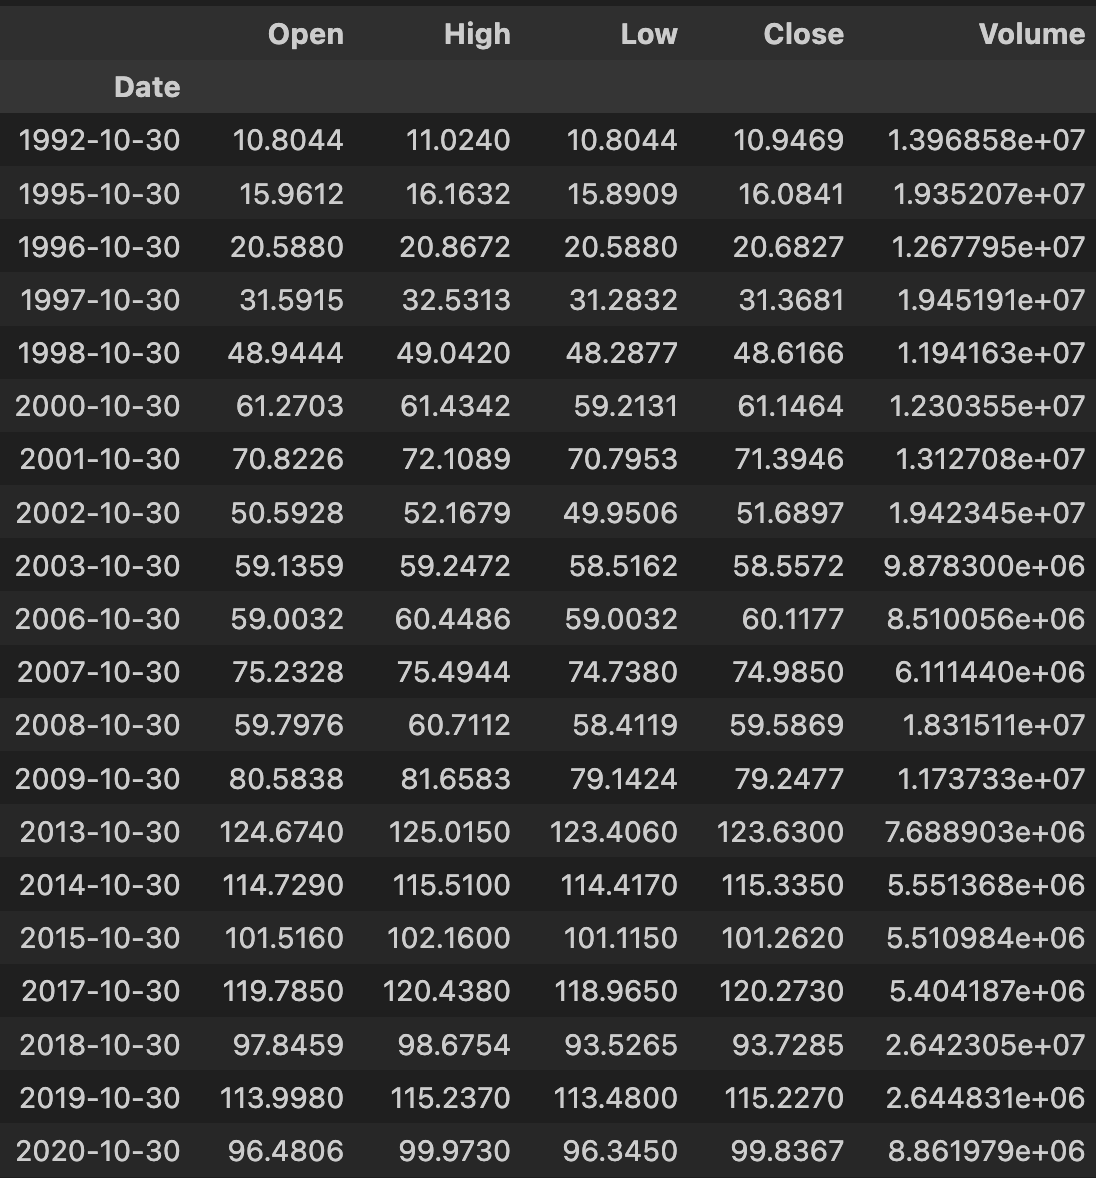 Open High Low Close Volume
Date
1992-10-30 10.8044 11.0240 10.8044 10.9469 1.396858e+07
1995-10-30 15.9612 16.1632 15.8909 16.0841 1.935207e+07
1996-10-30 20.5880 20.8672 20.5880 20.6827 1.267795e+07
1997-10-30 31.5915 32.5313 31.2832 31.3681 1.945191e+07
1998-10-30 48.9444 49.0420 48.2877 48.6166 1.194163e+07
2000-10-30 61.2703 61.4342 59.2131 61.1464 1.230355e+07
2001-10-30 70.8226 72.1089 70.7953 71.3946 1.312708e+07
2002-10-30 50.5928 52.1679 49.9506 51.6897 1.942345e+07
2003-10-30 59.1359 59.2472 58.5162 58.5572 9.878300e+06
2006-10-30 59.0032 60.4486 59.0032 60.1177 8.510056e+06
2007-10-30 75.2328 75.4944 74.7380 74.9850 6.111440e+06
2008-10-30 59.7976 60.7112 58.4119 59.5869 1.831511e+07
2009-10-30 80.5838 81.6583 79.1424 79.2477 1.173733e+07
2013-10-30 124.6740 125.0150 123.4060 123.6300 7.688903e+06
2014-10-30 114.7290 115.5100 114.4170 115.3350 5.551368e+06
2015-10-30 101.5160 102.1600 101.1150 101.2620 5.510984e+06
2017-10-30 119.7850 120.4380 118.9650 120.2730 5.404187e+06
2018-10-30 97.8459 98.6754 93.5265 93.7285 2.642305e+07
2019-10-30 113.9980 115.2370 113.4800 115.2270 2.644831e+06
2020-10-30 96.4806 99.9730 96.3450 99.8367 8.861979e+06